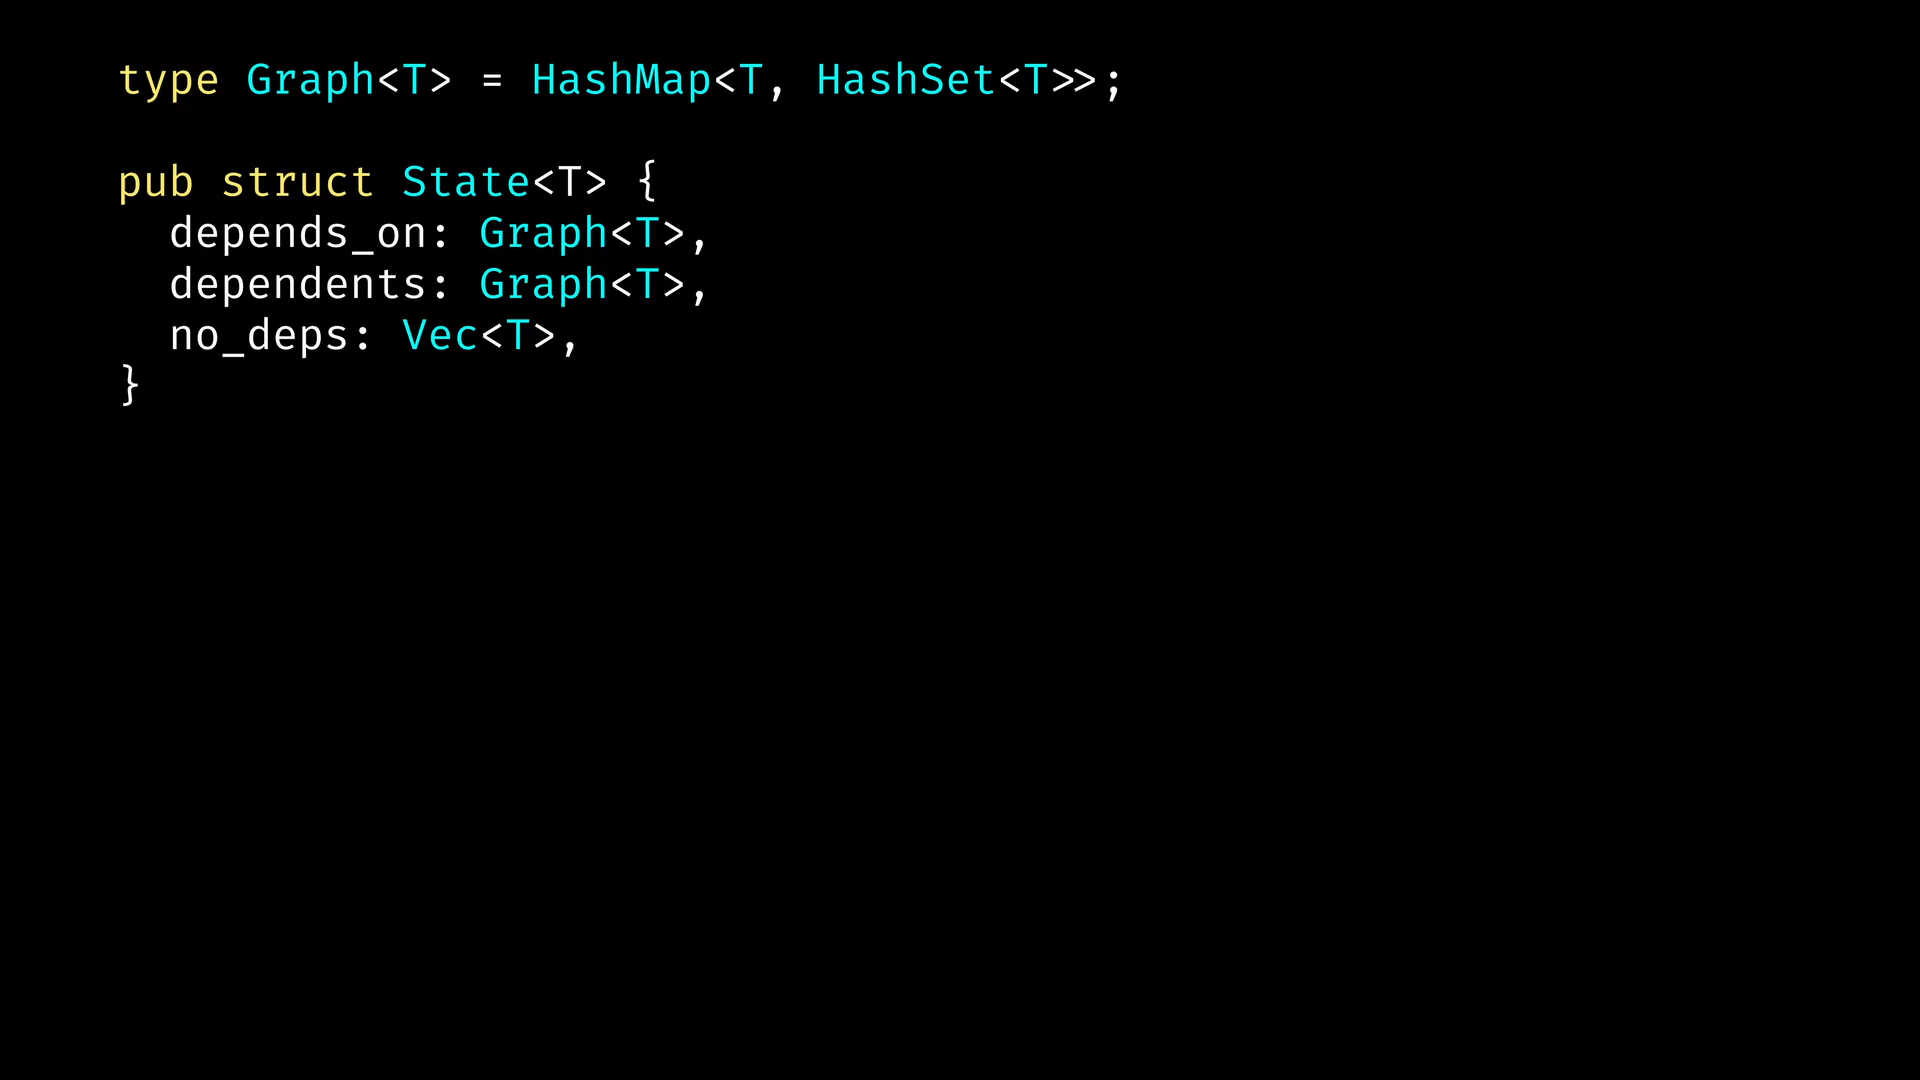 type Graph<T> = HashMap<T, HashSet<T>>;
pub struct State<T> {
  depends_on: Graph<T>,
  dependents: Graph<T>,
  no_deps: Vec<T>,
}